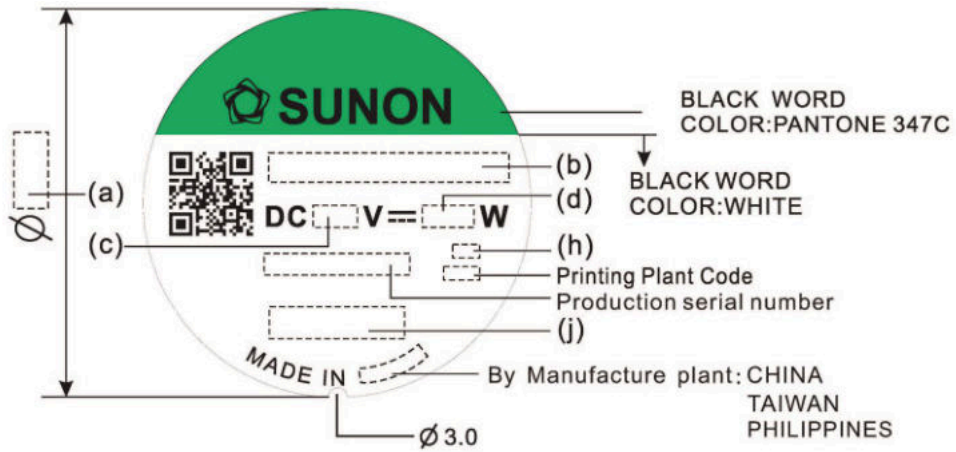 SUNON
BLACK WORD
COLOR:PANTONE 347C
(b)
BLACK WORD
COLOR:WHITE
(a)
Ø
DC V⎓ W
(d)
(c)
(h)
Printing Plant Code
Production serial number
(j)
MADE IN
By Manufacture plant: CHINA
TAIWAN
PHILIPPINES
Ø 3.0